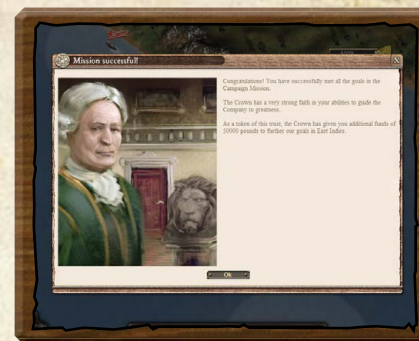 Mission successful!
Congratulations! You have successfully met all the goals in the
Campaign Mission.
The Crown has a very strong faith in your abilities to guide the
Company to greatness.
As a token of this trust, the Crown has given you additional funds of
50000 pounds to further our goals in East Indies.
Ok